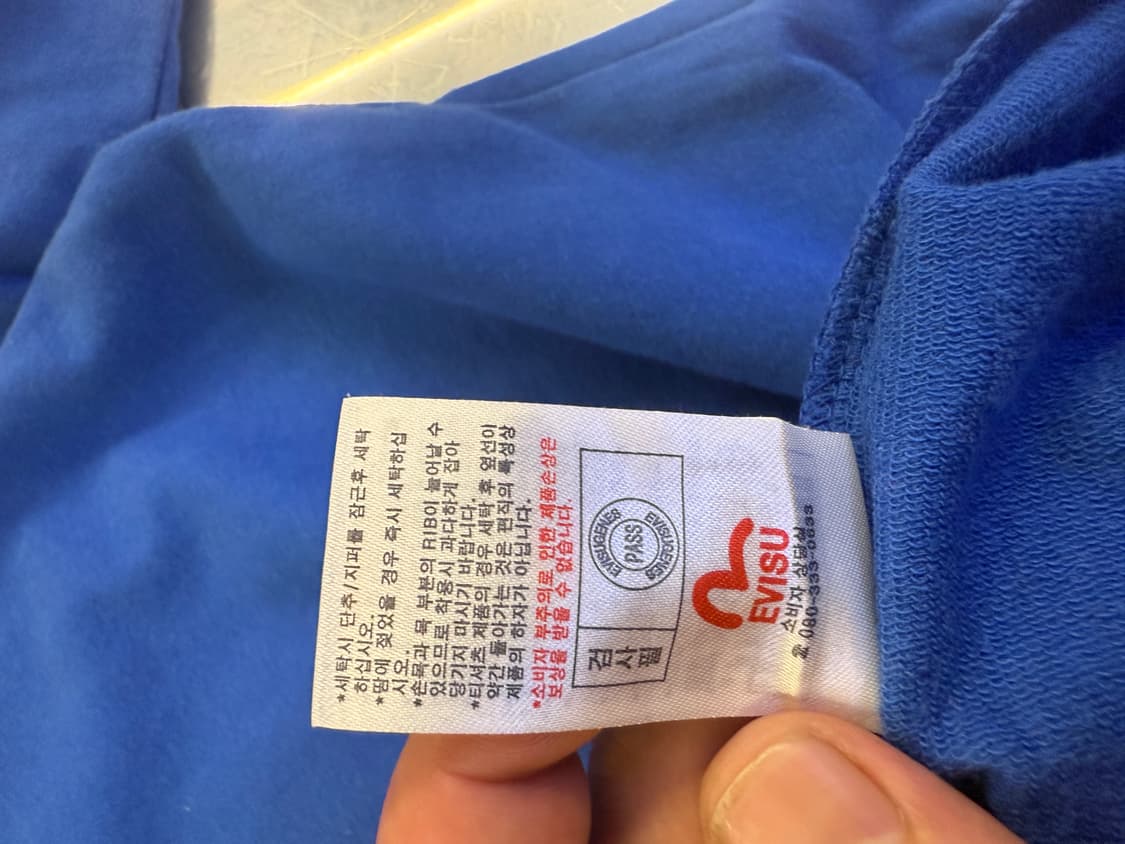 *세탁시 단추/지퍼를 잠근후 세탁
하십시오.
*땀에 젖었을 경우 즉시 세탁하십
시오.
*손목과 목 부분의 RIB이 늘어날 수
있으므로 착용시 과다하게 잡아
당기지 마시기 바랍니다.
*티셔츠 제품의 경우 세탁 후 옆선이
약간 돌아가는 것은 편직의 특성상
제품의 하자가 아닙니다.
*소비자 부주의로 인한 제품손상은
보상을 받을 수 없습니다.
검사필
EVISUGENES
PASS
EVISUGENES
EVISU
소비자 상담실
☎ 080-333-0833